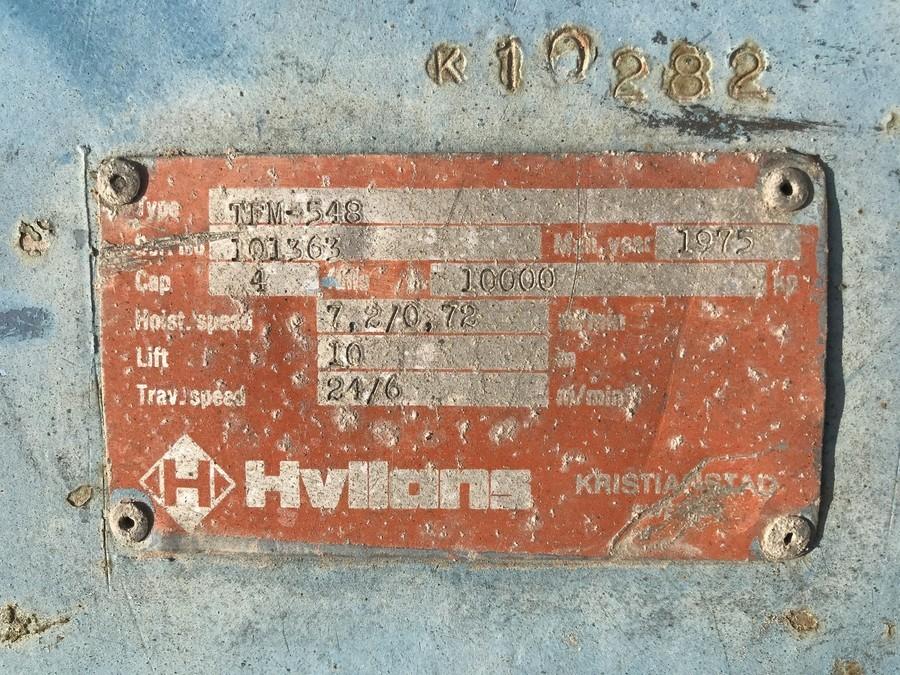 K10282
Type TFM-548
101363 Man. year 1975
Cap 4 10000 kp
Hoist. speed 7,2/0,72 m/min
Lift 10 m
Trav. speed 24/6 m/min
H Hvilans KRISTIANSTAD